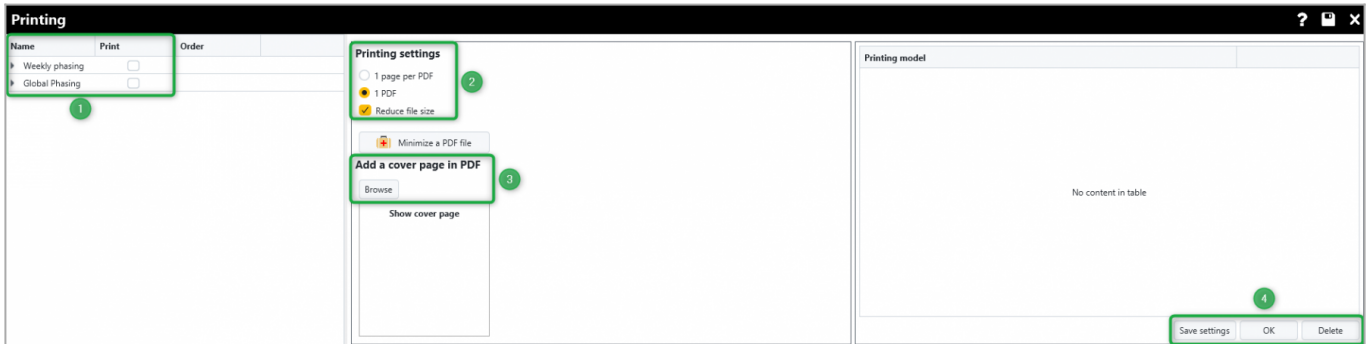 Printing
?
Name Print Order
Weekly phasing
Global Phasing
1
Printing settings
1 page per PDF
1 PDF
Reduce file size
2
Minimize a PDF file
Add a cover page in PDF
Browse
3
Show cover page
Printing model
No content in table
4
Save settings OK Delete